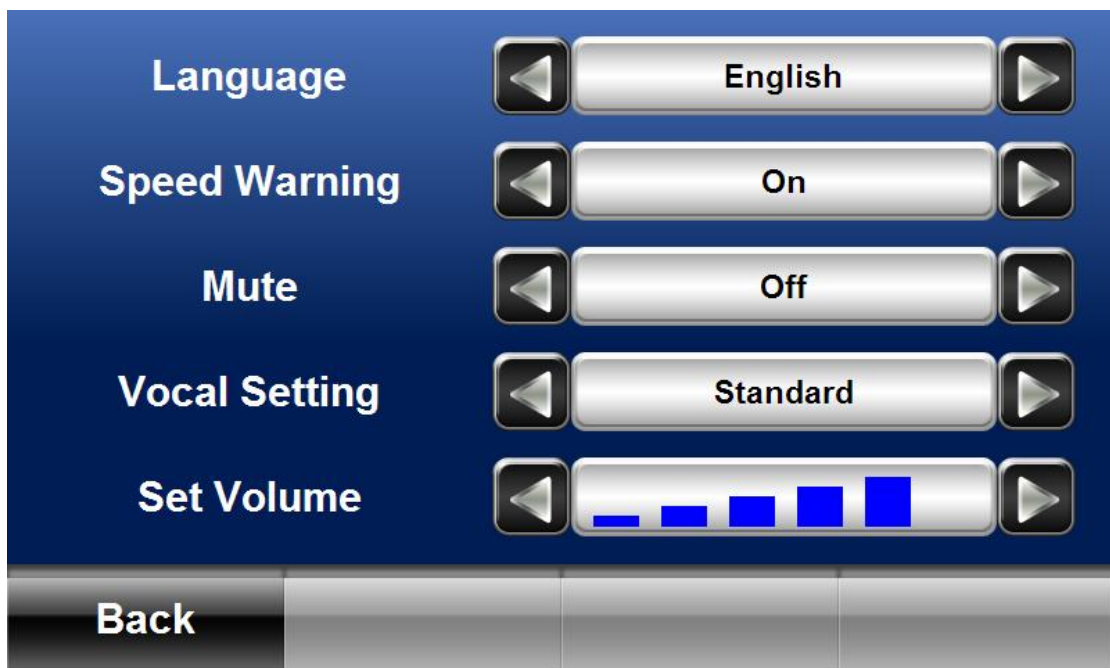 Language English
Speed Warning On
Mute Off
Vocal Setting Standard
Set Volume
Back